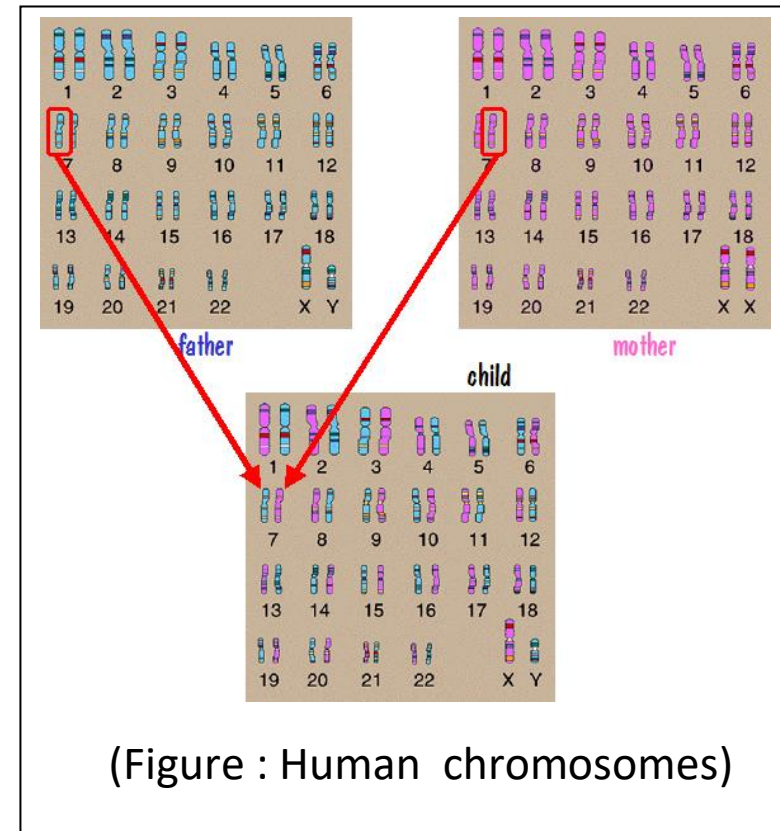 1 2 3 4 5 6
7 8 9 10 11 12
13 14 15 16 17 18
19 20 21 22 X Y
father
1 2 3 4 5 6
7 8 9 10 11 12
13 14 15 16 17 18
19 20 21 22 X X
mother
child
1 2 3 4 5 6
7 8 9 10 11 12
13 14 15 16 17 18
19 20 21 22 X Y
(Figure : Human chromosomes)